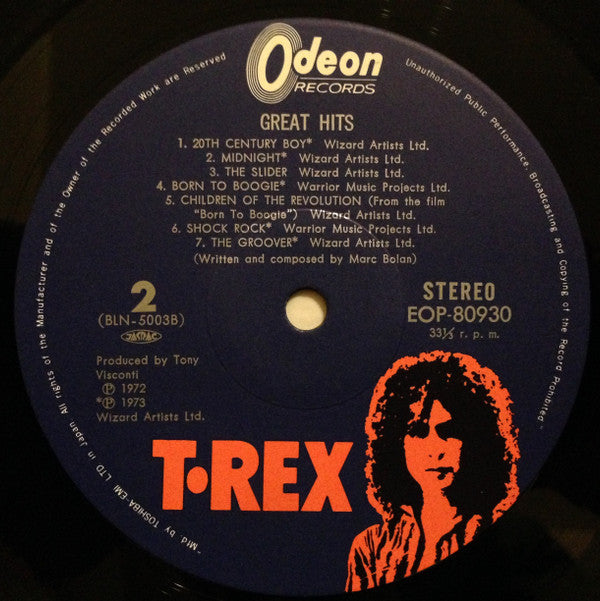 Odeon
RECORDS
GREAT HITS
1. 20TH CENTURY BOY* Wizard Artists Ltd.
2. MIDNIGHT* Wizard Artists Ltd.
3. THE SLIDER Wizard Artists Ltd.
4. BORN TO BOOGIE* Warrior Music Projects Ltd.
5. CHILDREN OF THE REVOLUTION (From the film
"Born To Boogie") Wizard Artists Ltd.
6. SHOCK ROCK* Warrior Music Projects Ltd.
7. THE GROOVER* Wizard Artists Ltd.
(Written and composed by Marc Bolan)
2
(BLN-5003B)
JASRAC
STEREO
EOP-80930
33⅓ r. p. m.
Produced by Tony
Visconti
Ⓟ 1972
*Ⓟ 1973
Wizard Artists Ltd.
T•REX
"Mfd by TOSHIBA-EMI LTD in Japan. All rights of the Manufacturer and of the Owner of the Recorded Work are Reserved
Unauthorized Public Performance, Broadcasting and Copying of the Record Prohibited"